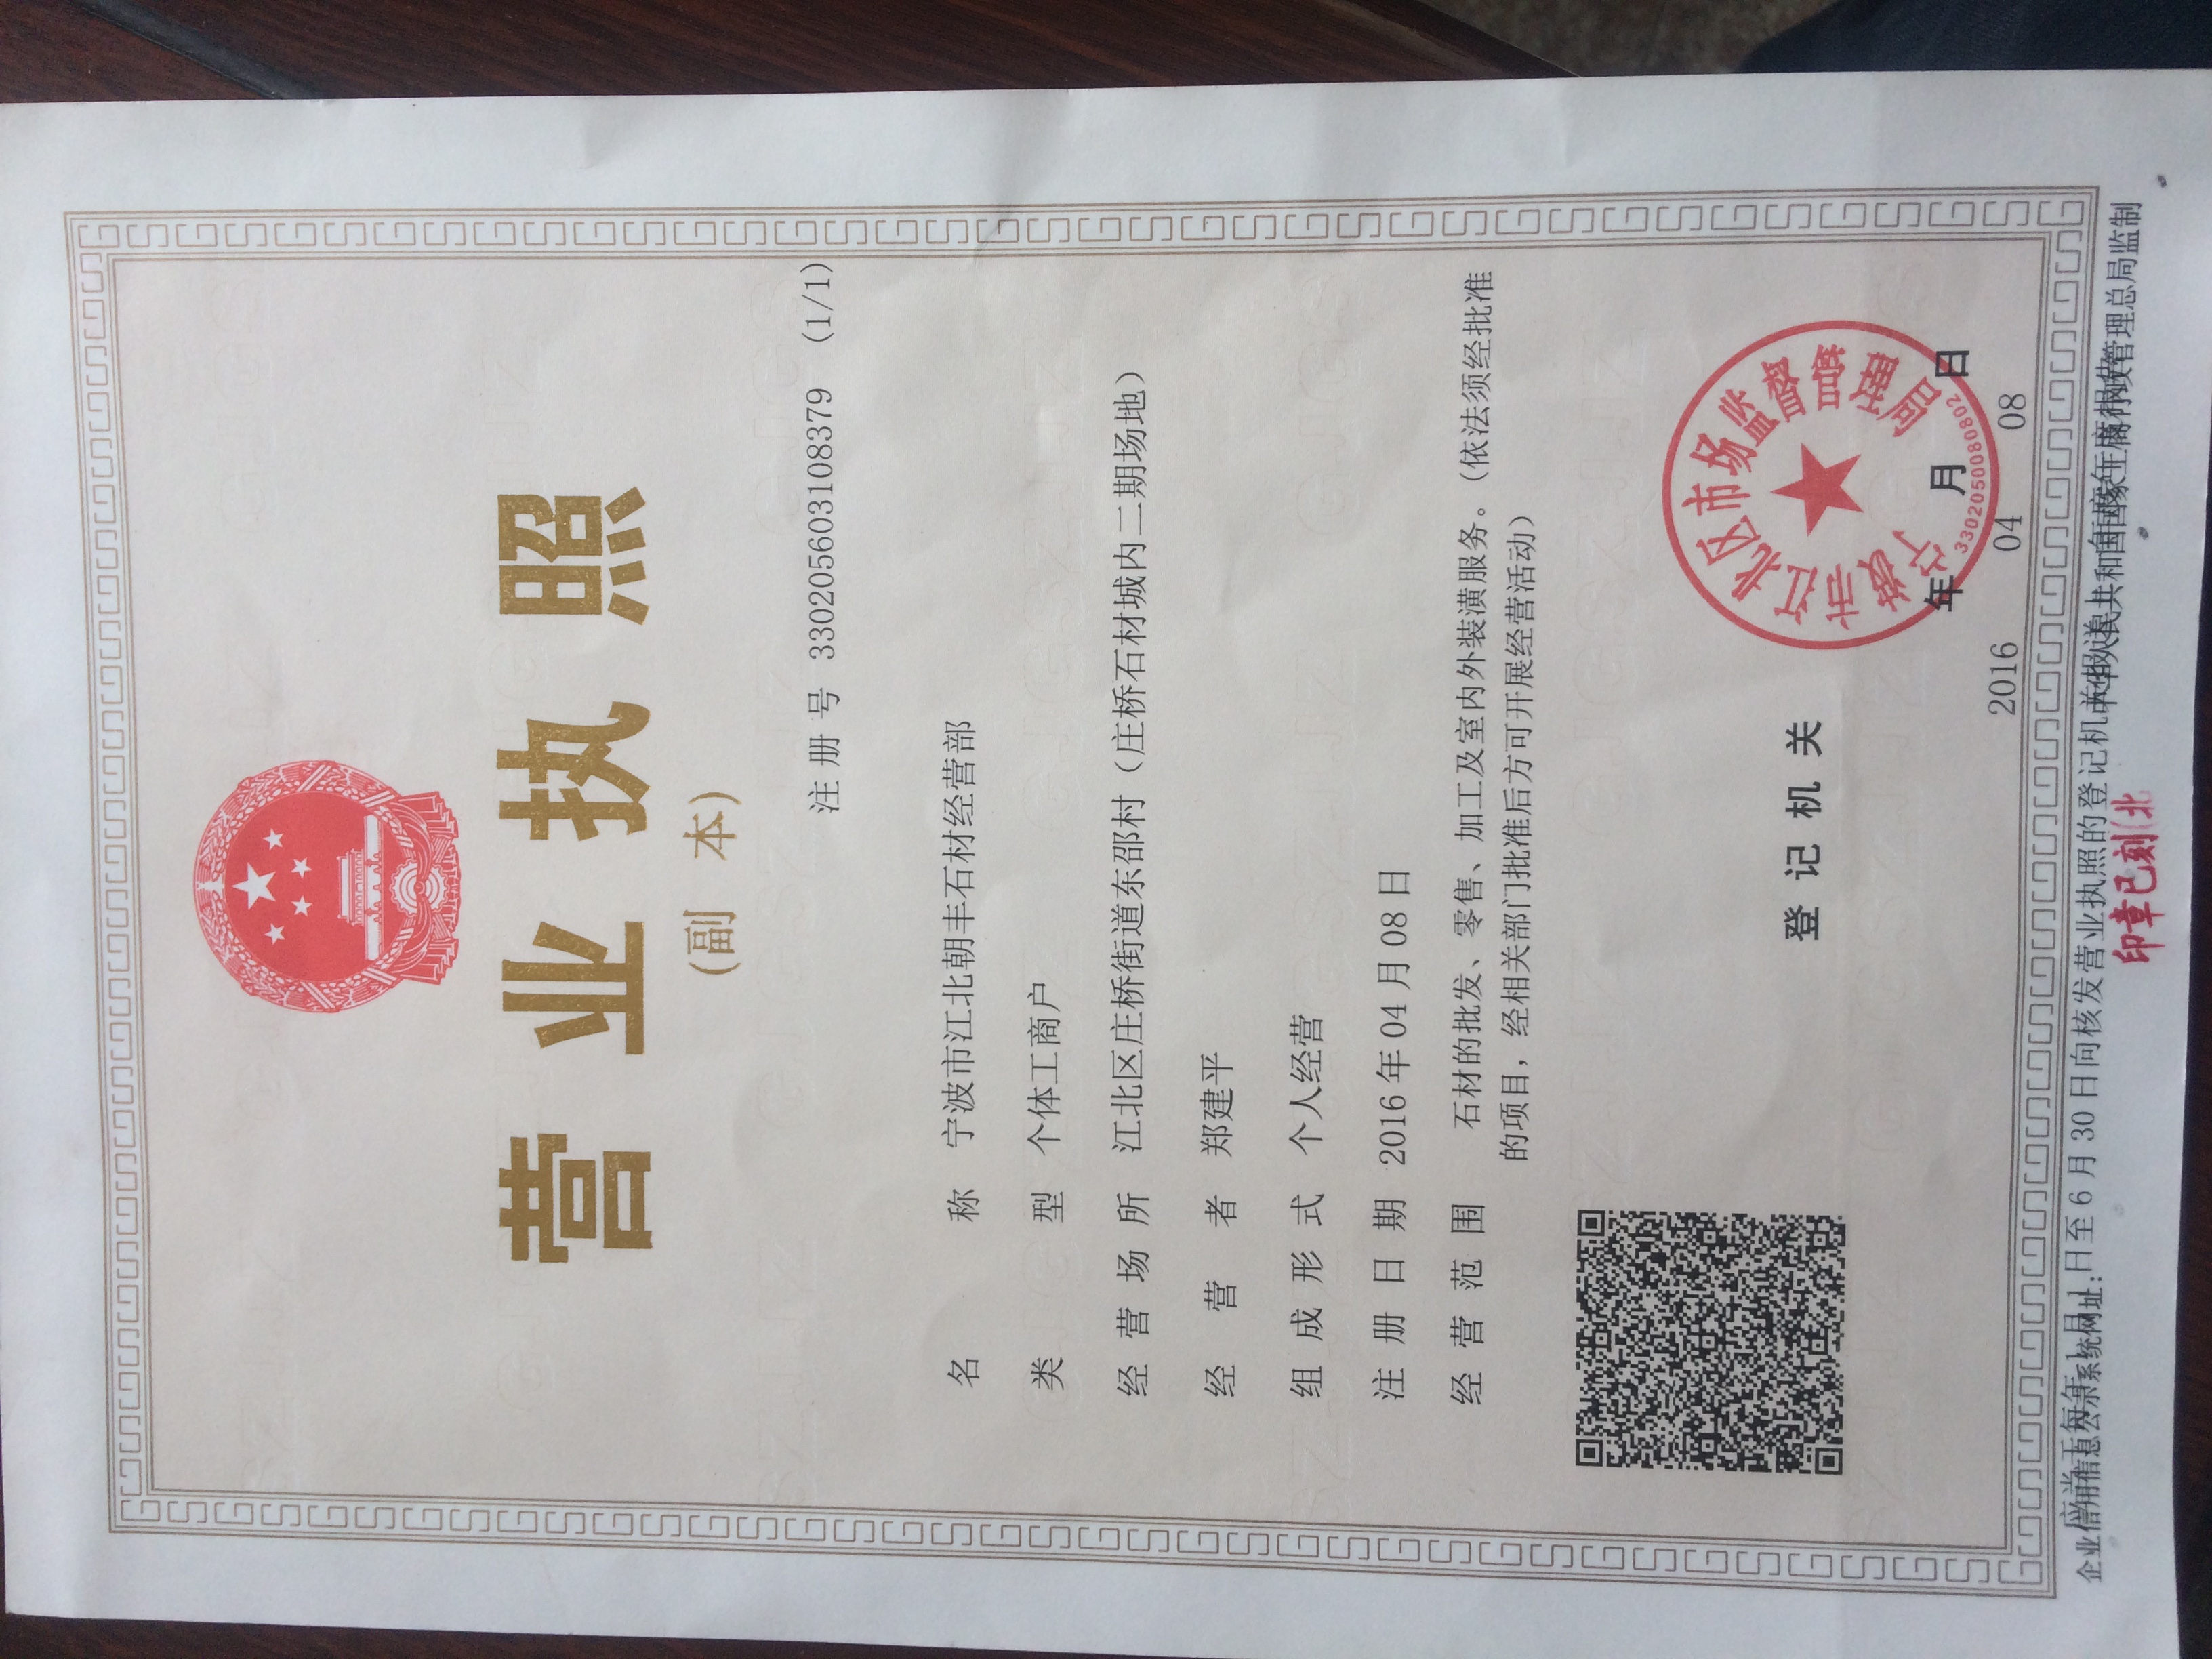 营业执照
(副 本)
注册号 330205603108379 (1/1)
名称 宁波市江北朝丰石材经营部
类型 个体工商户
经营场所 江北区庄桥街道东邵村（庄桥石材城内二期场地）
经营者 郑建平
组成形式 个人经营
注册日期 2016年04月08日
经营范围 石材的批发、零售、加工及室内外装潢服务。(依法须经批准
的项目，经相关部门批准后方可开展经营活动）
登记机关
宁波市江北区市场监督管理局
3302050080802
年 月 日
2016 04 08
应当于每年1月1日至6月30日向核发营业执照的登记机关报送上一年度年度报告
企业信用信息公示系统网址：
中华人民共和国国家工商行政管理总局监制
印章已刻(北